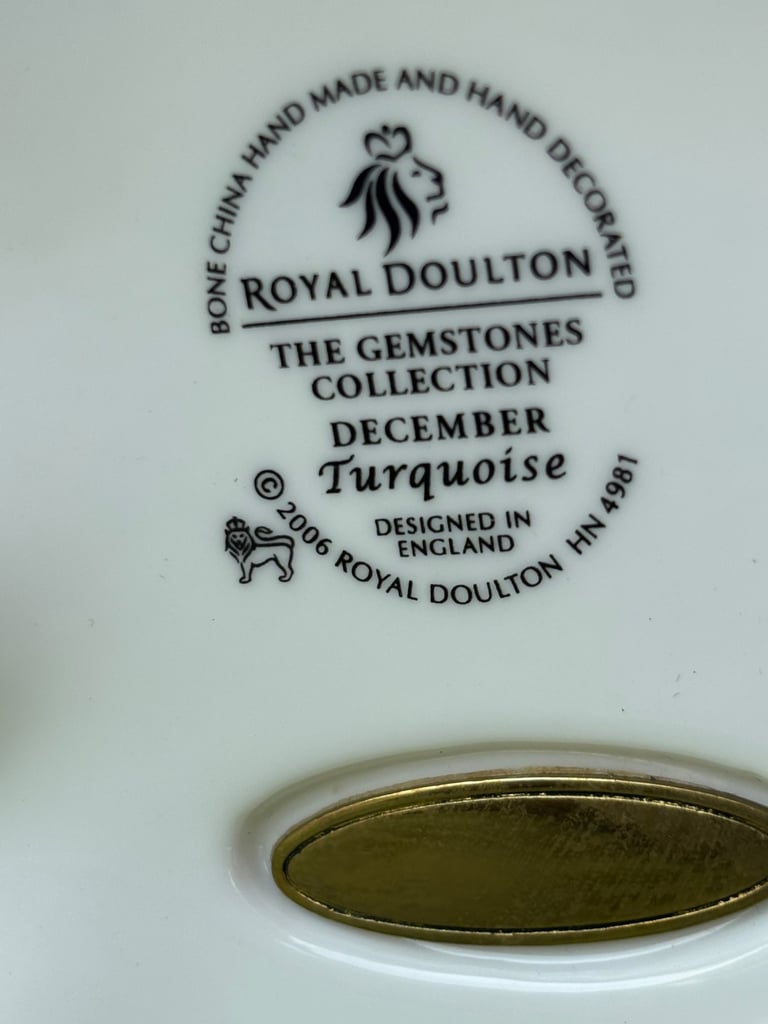 BONE CHINA HAND MADE AND HAND DECORATED
ROYAL DOULTON
THE GEMSTONES
COLLECTION
DECEMBER
Turquoise
DESIGNED IN
ENGLAND
© 2006 ROYAL DOULTON HN 4981